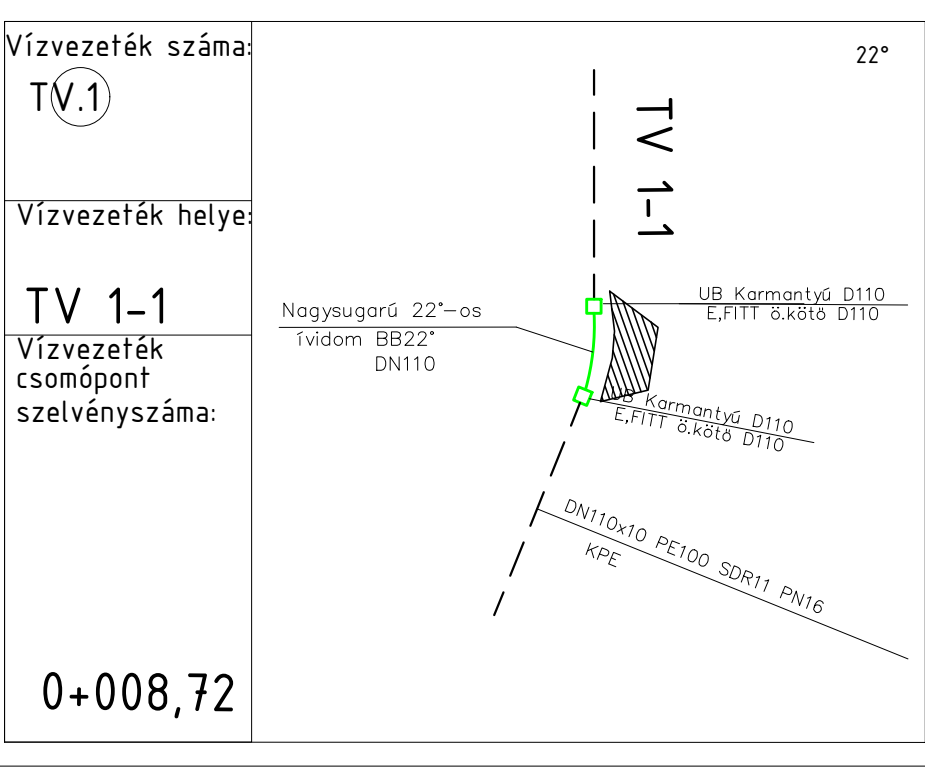 Vízvezeték száma:
TV.1
Vízvezeték helye:
TV 1-1
Vízvezeték
csomópont
szelvényszáma:
0+008,72
22°
TV 1-1
Nagysugarú 22°-os
ívidom BB22°
DN110
UB Karmantyú D110
E,FITT ö.kötö D110
UB Karmantyú D110
E,FITT ö.kötö D110
DN110x10 PE100 SDR11 PN16
KPE